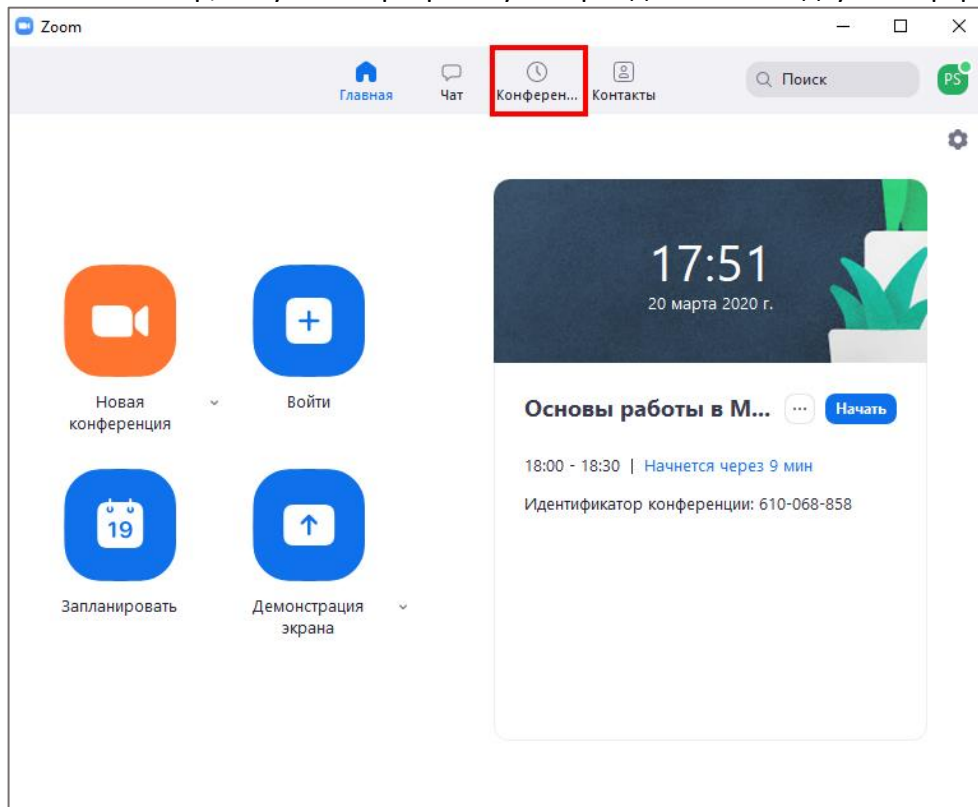 Zoom
Главная
Чат
Конферен...
Контакты
Поиск
PS
17:51
20 марта 2020 г.
Новая
конференция
Войти
Основы работы в М...
Начать
18:00 - 18:30 | Начнется через 9 мин
Идентификатор конференции: 610-068-858
19
Запланировать
Демонстрация
экрана